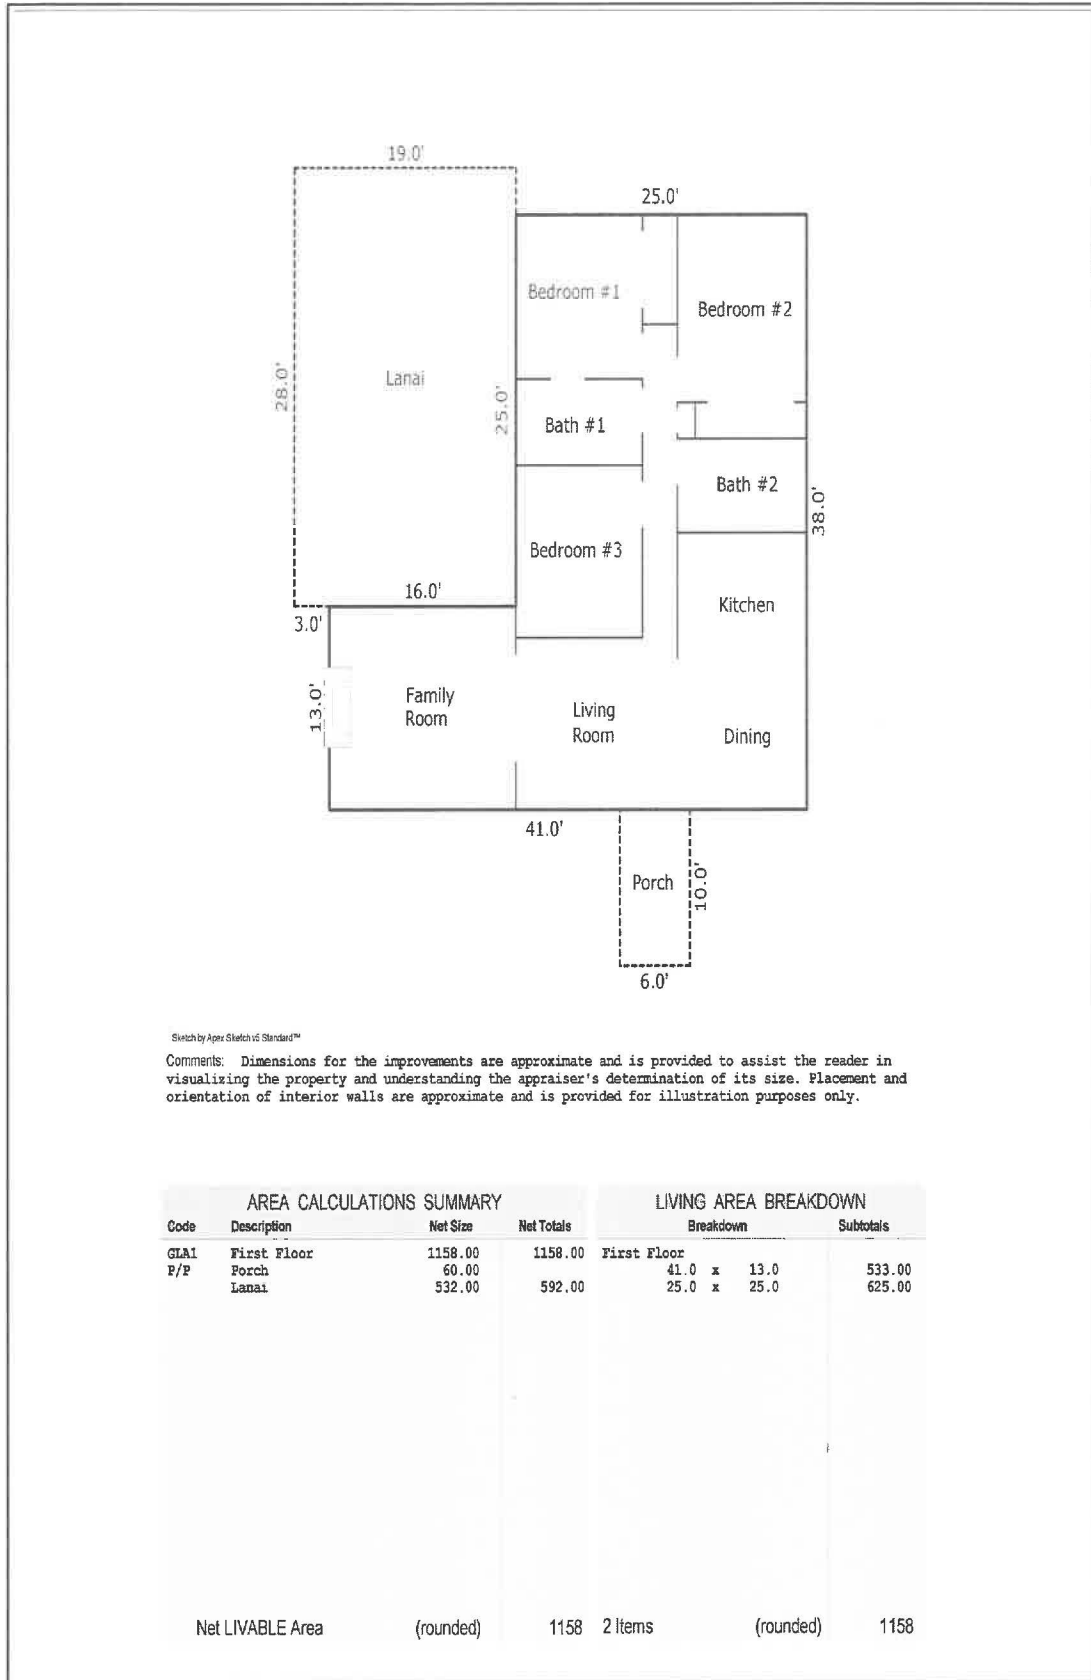 19.0'
25.0'
Bedroom #1
Bedroom #2
28.0'
Lanai
25.0'
Bath #1
Bath #2
38.0'
Bedroom #3
16.0'
Kitchen
3.0'
13.0'
Family
Room
Living
Room
Dining
41.0'
Porch
10.0'
6.0'
Sketch by Apex Sketch v5 Standard™
Comments: Dimensions for the improvements are approximate and is provided to assist the reader in
visualizing the property and understanding the appraiser's determination of its size. Placement and
orientation of interior walls are approximate and is provided for illustration purposes only.
AREA CALCULATIONS SUMMARY
Code Description Net Size Net Totals
GLA1 First Floor 1158.00 1158.00
P/P Porch 60.00
Lanai 532.00 592.00
Net LIVABLE Area (rounded) 1158
LIVING AREA BREAKDOWN
Breakdown Subtotals
First Floor
41.0 x 13.0 533.00
25.0 x 25.0 625.00
2 Items (rounded) 1158